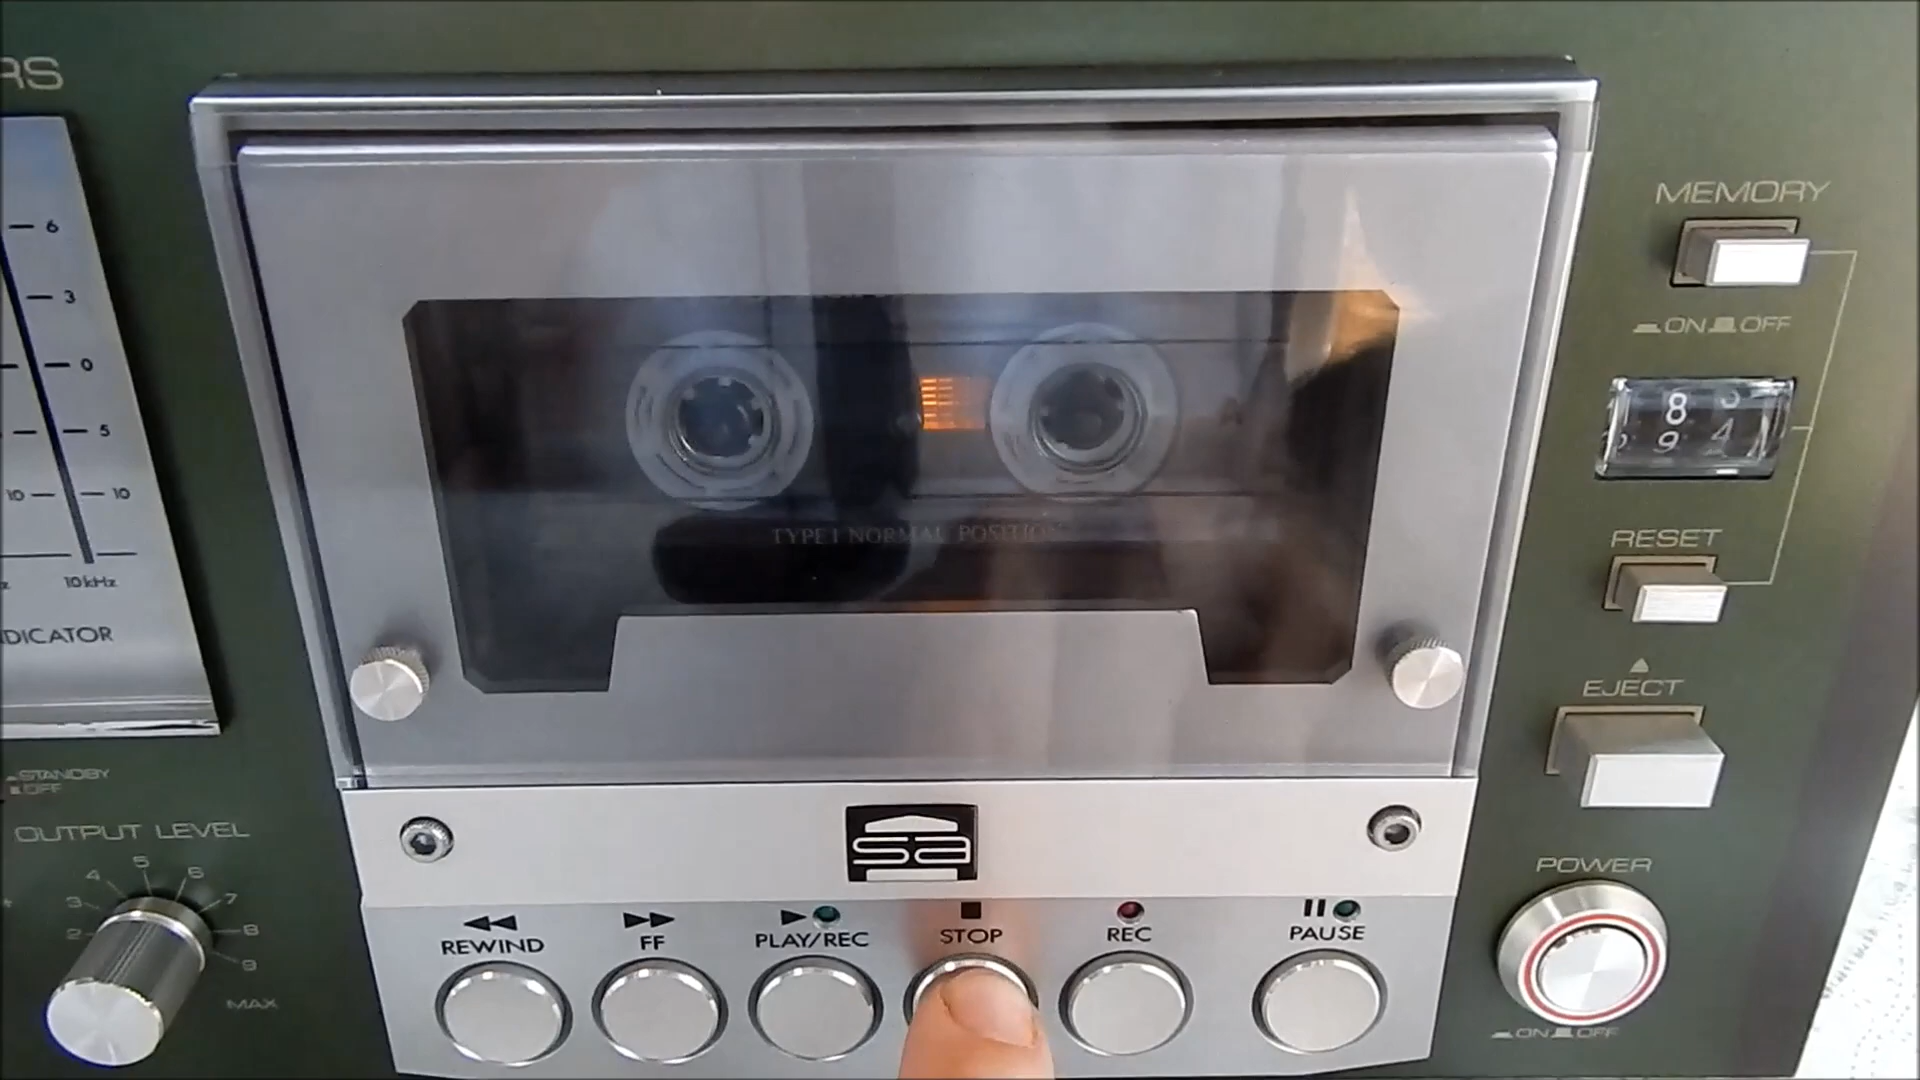 RS
MEMORY
6
ON OFF
3
0
8
5
9 4
10 10
TYPE I NORMAL POSITION
RESET
10kHz
DICATOR
EJECT
STANDBY
OFF
OUTPUT LEVEL
sa
5
POWER
4 6
3 7
REWIND FF PLAY/REC STOP REC PAUSE
2 8
9
MAX
ON OFF